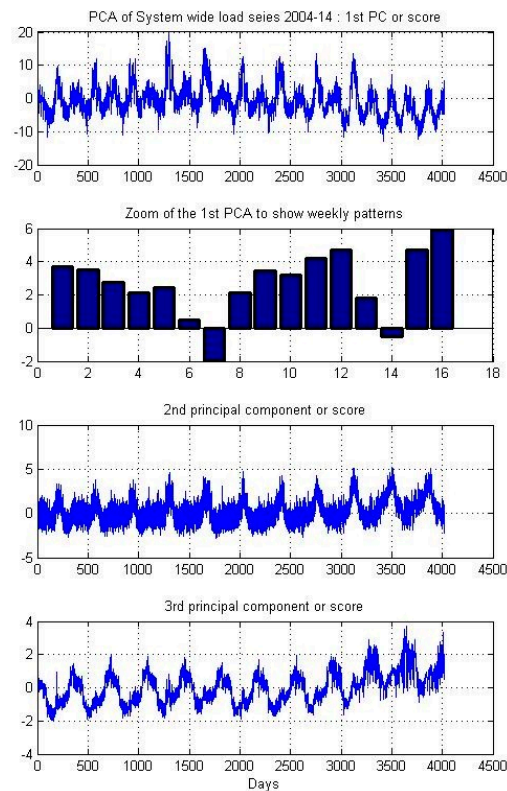 PCA of System wide load seies 2004-14 : 1st PC or score
20
10
0
-10
-20
0 500 1000 1500 2000 2500 3000 3500 4000 4500
Zoom of the 1st PCA to show weekly patterns
6
4
2
0
-2
0 2 4 6 8 10 12 14 16 18
2nd principal component or score
10
5
0
-5
0 500 1000 1500 2000 2500 3000 3500 4000 4500
3rd principal component or score
4
2
0
-2
-4
0 500 1000 1500 2000 2500 3000 3500 4000 4500
Days